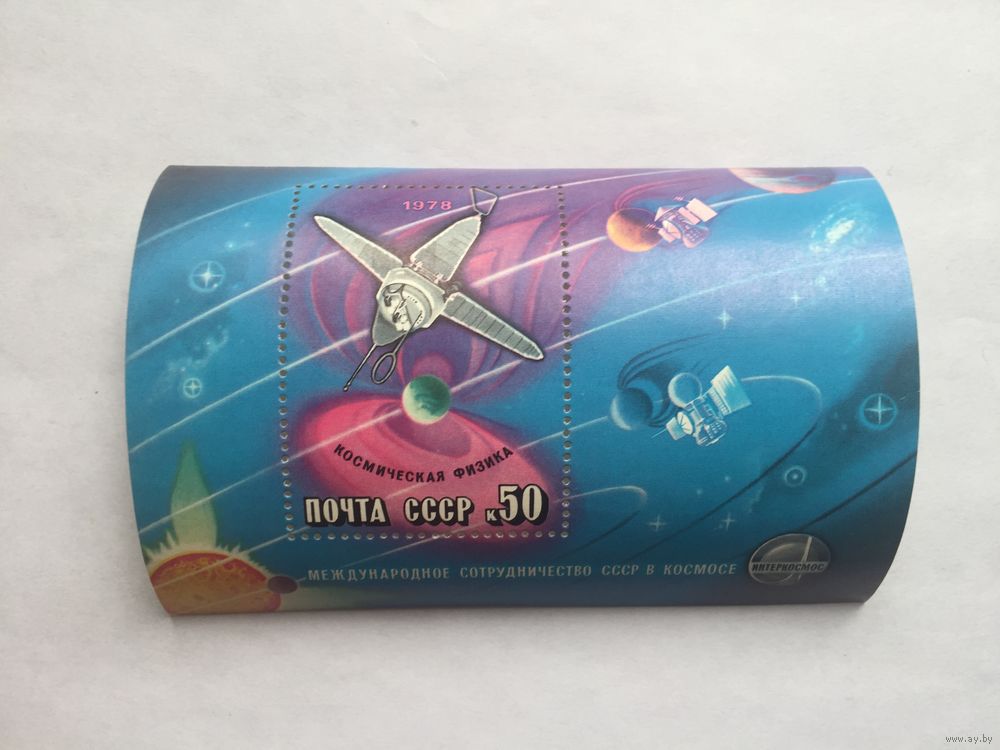 1978
КОСМИЧЕСКАЯ ФИЗИКА
ПОЧТА СССР к50
МЕЖДУНАРОДНОЕ СОТРУДНИЧЕСТВО СССР В КОСМОСЕ
ИНТЕРКОСМОС
www.ay.by